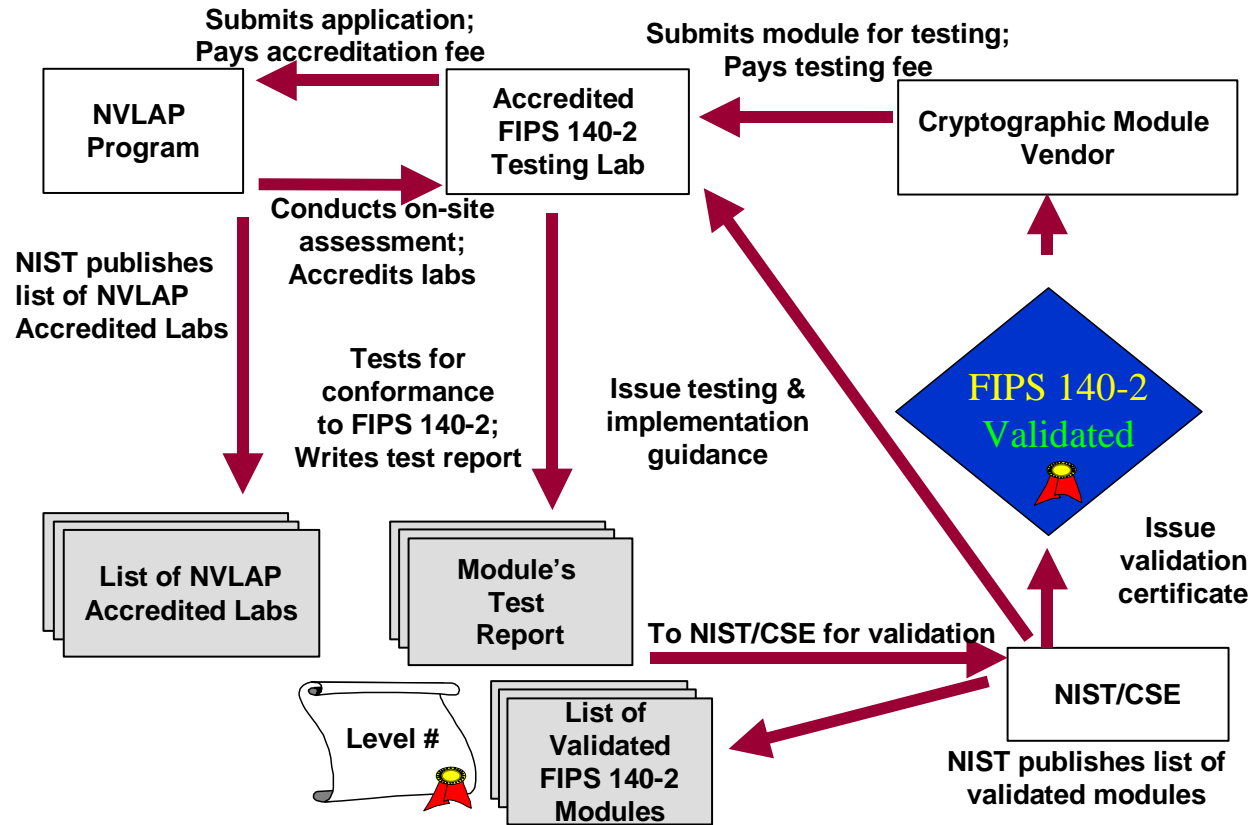 Submits application;
Pays accreditation fee
Submits module for testing;
Pays testing fee
NVLAP
Program
Accredited
FIPS 140-2
Testing Lab
Cryptographic Module
Vendor
Conducts on-site
assessment;
Accredits labs
NIST publishes
list of NVLAP
Accredited Labs
Tests for
conformance
to FIPS 140-2;
Writes test report
Issue testing &
implementation
guidance
FIPS 140-2
Validated
Issue
validation
certificate
List of NVLAP
Accredited Labs
Module's
Test
Report
To NIST/CSE for validation
NIST/CSE
Level #
List of
Validated
FIPS 140-2
Modules
NIST publishes list of
validated modules